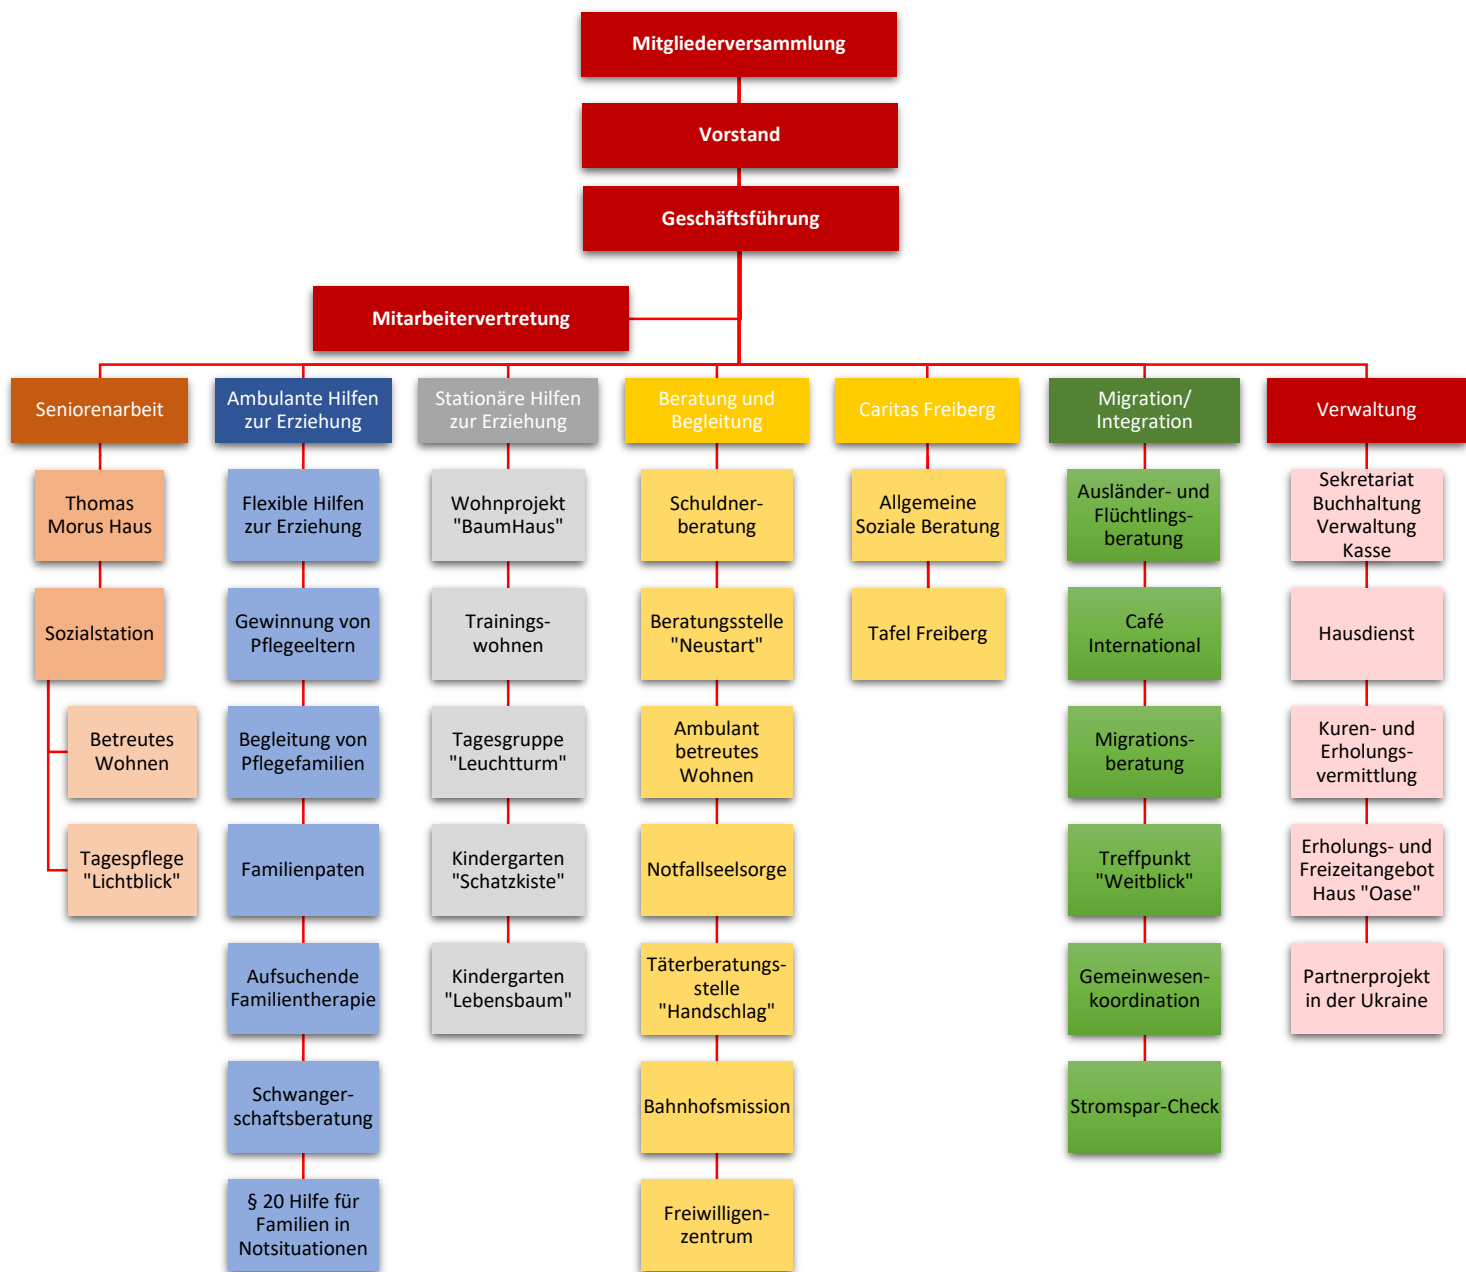 Mitgliederversammlung
Vorstand
Geschäftsführung
Mitarbeitervertretung
Seniorenarbeit
Ambulante Hilfen
zur Erziehung
Stationäre Hilfen
zur Erziehung
Beratung und
Begleitung
Caritas Freiberg
Migration/
Integration
Verwaltung
Thomas
Morus Haus
Sozialstation
Betreutes
Wohnen
Tagespflege
"Lichtblick"
Flexible Hilfen
zur Erziehung
Gewinnung von
Pflegeeltern
Begleitung von
Pflegefamilien
Familienpaten
Aufsuchende
Familientherapie
Schwanger-
schaftsberatung
§ 20 Hilfe für
Familien in
Notsituationen
Wohnprojekt
"BaumHaus"
Trainings-
wohnen
Tagesgruppe
"Leuchtturm"
Kindergarten
"Schatzkiste"
Kindergarten
"Lebensbaum"
Schuldner-
beratung
Beratungsstelle
"Neustart"
Ambulant
betreutes
Wohnen
Notfallseelsorge
Täterberatungs-
stelle
"Handschlag"
Bahnhofsmission
Freiwilligen-
zentrum
Allgemeine
Soziale Beratung
Tafel Freiberg
Ausländer- und
Flüchtlings-
beratung
Café
International
Migrations-
beratung
Treffpunkt
"Weitblick"
Gemeinwesen-
koordination
Stromspar-Check
Sekretariat
Buchhaltung
Verwaltung
Kasse
Hausdienst
Kuren- und
Erholungs-
vermittlung
Erholungs- und
Freizeitangebot
Haus "Oase"
Partnerprojekt
in der Ukraine